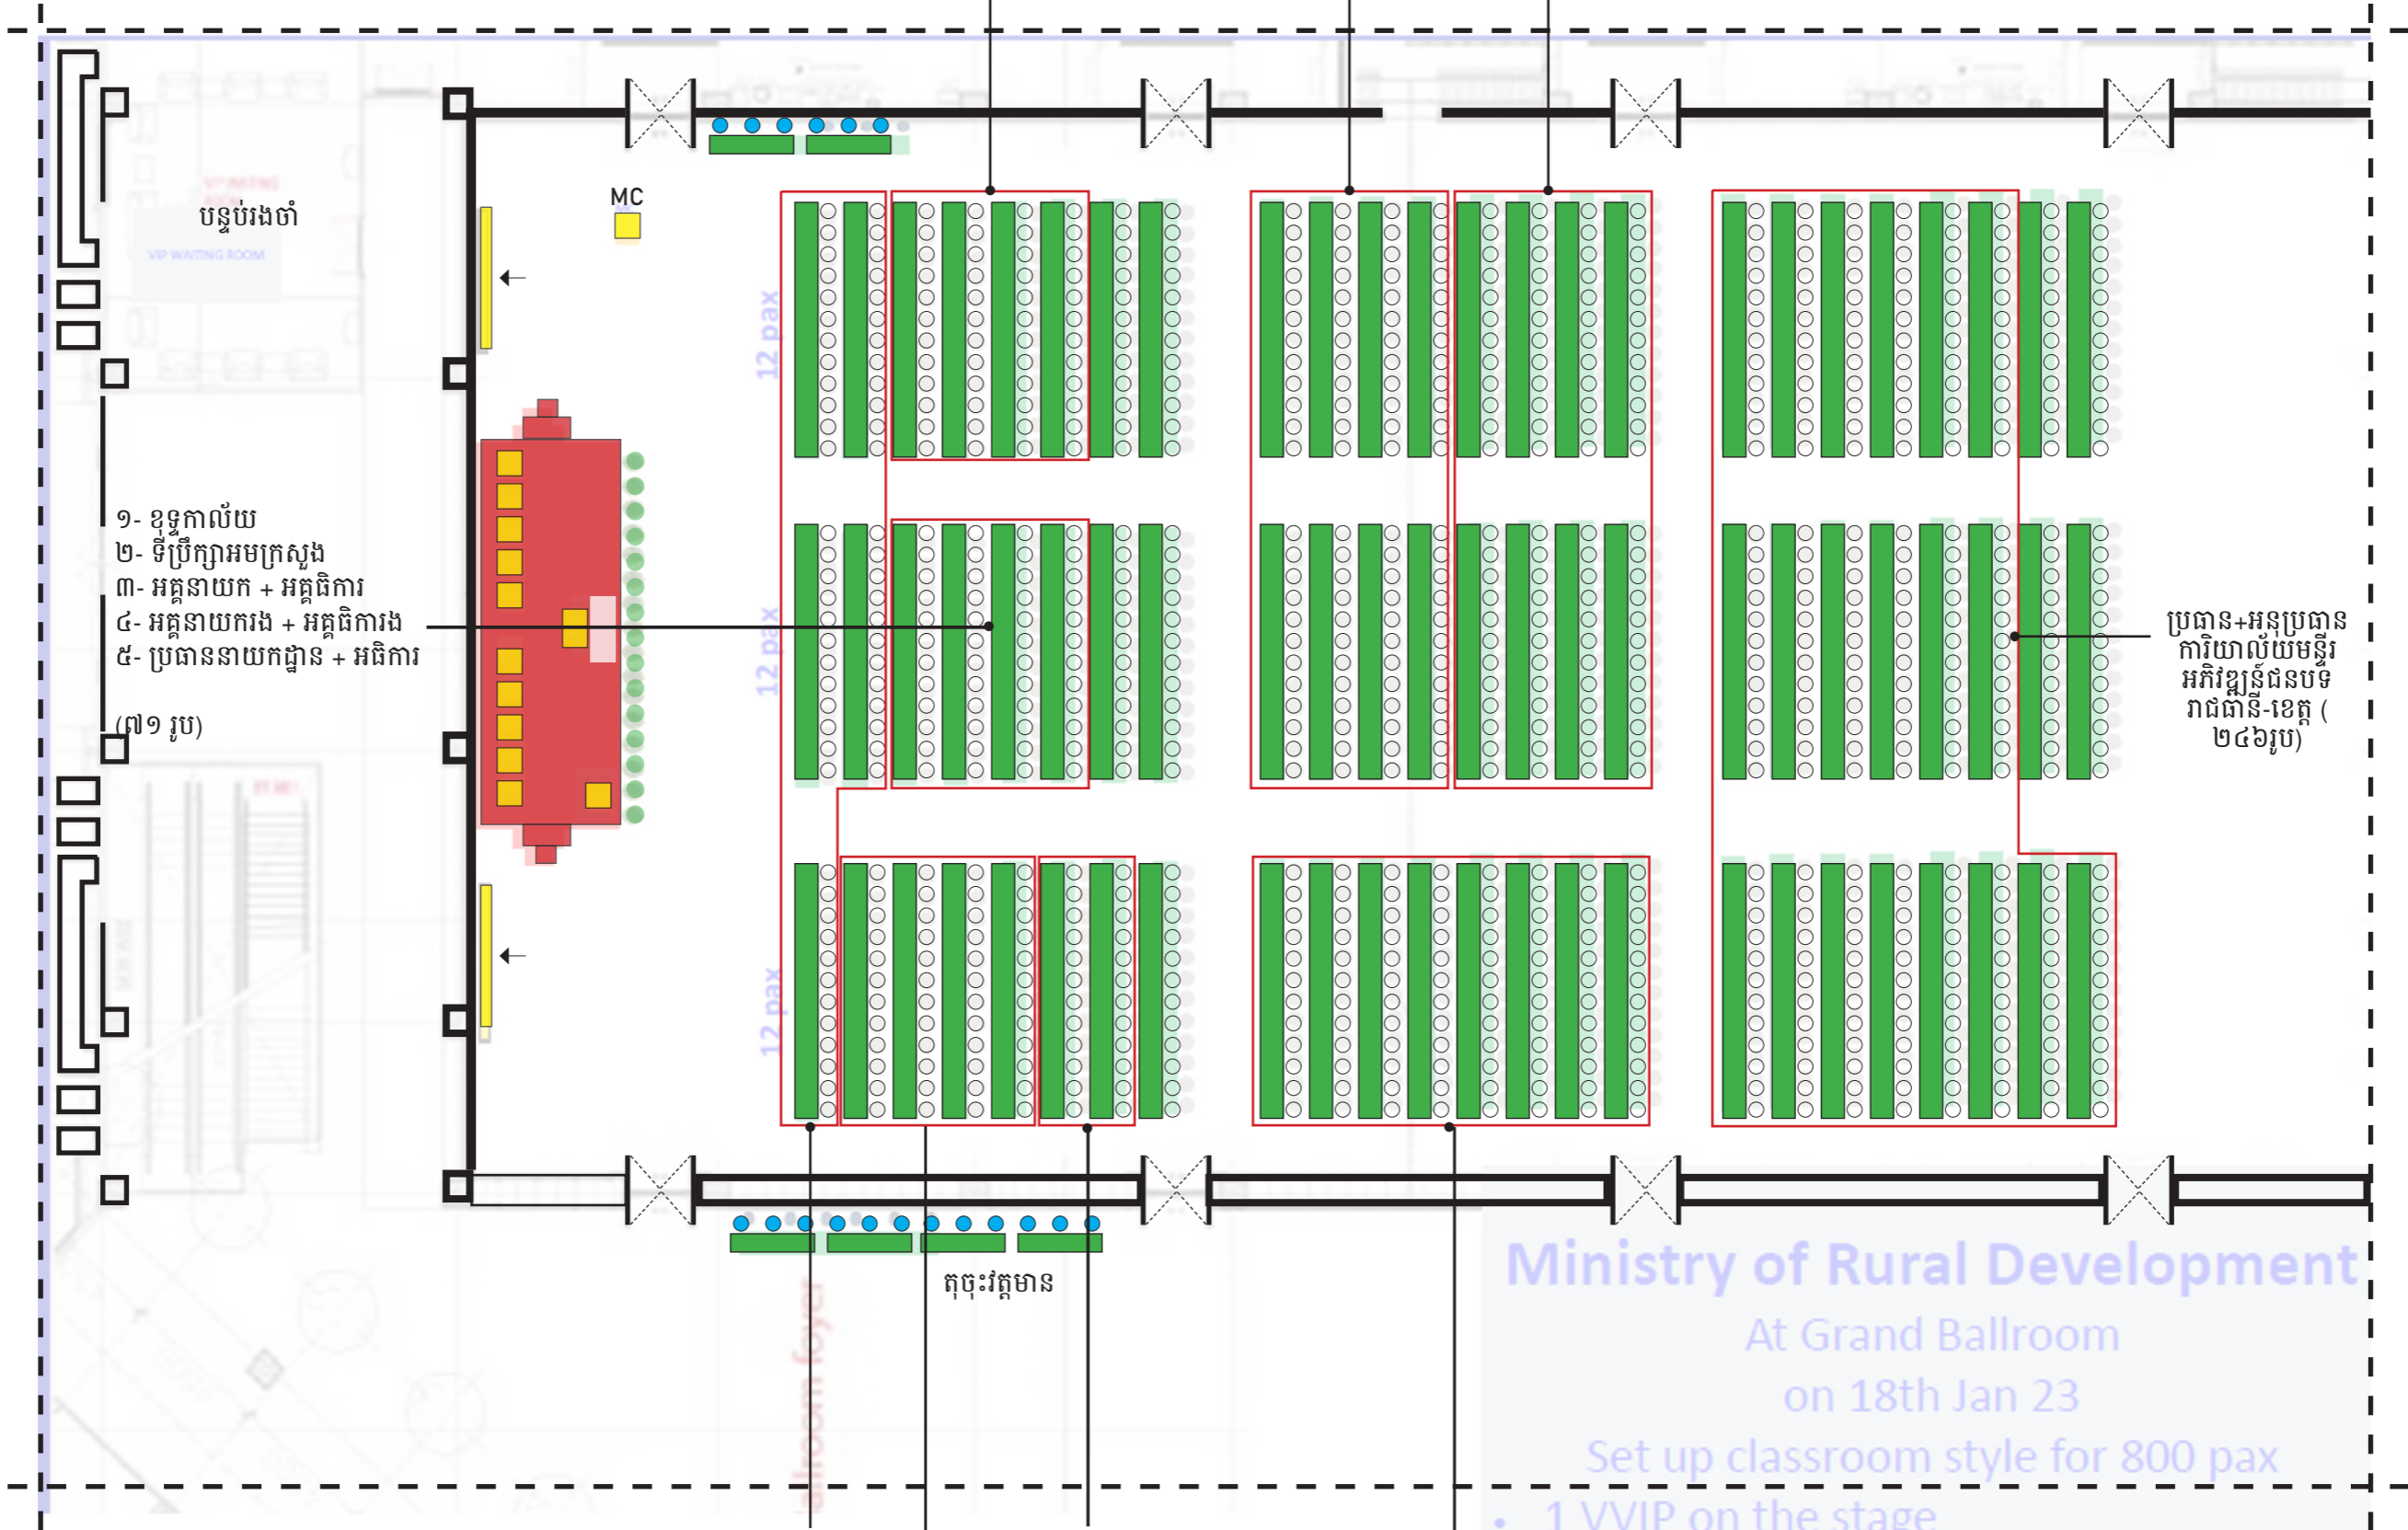 MC
បន្ទប់រងចាំ
VIP WAITING ROOM
12 pax
១- ខុទ្ទកាល័យ
២- ទីប្រឹក្សាអមក្រសួង
៣- អគ្គនាយក + អគ្គធិការ
៤- អគ្គនាយករង + អគ្គធិការរង
៥- ប្រធាននាយកដ្ឋាន + អធិការ
(៧១ រូប)
12 pax
ប្រធាន+អនុប្រធាន
ការិយាល័យមន្ទីរ
អភិវឌ្ឍន៍ជនបទ
រាជធានី-ខេត្ត (
២៤៦រូប)
12 pax
តុចុះវត្តមាន
allroom foyer
Ministry of Rural Development
At Grand Ballroom
on 18th Jan 23
Set up classroom style for 800 pax
• 1 VVIP on the stage